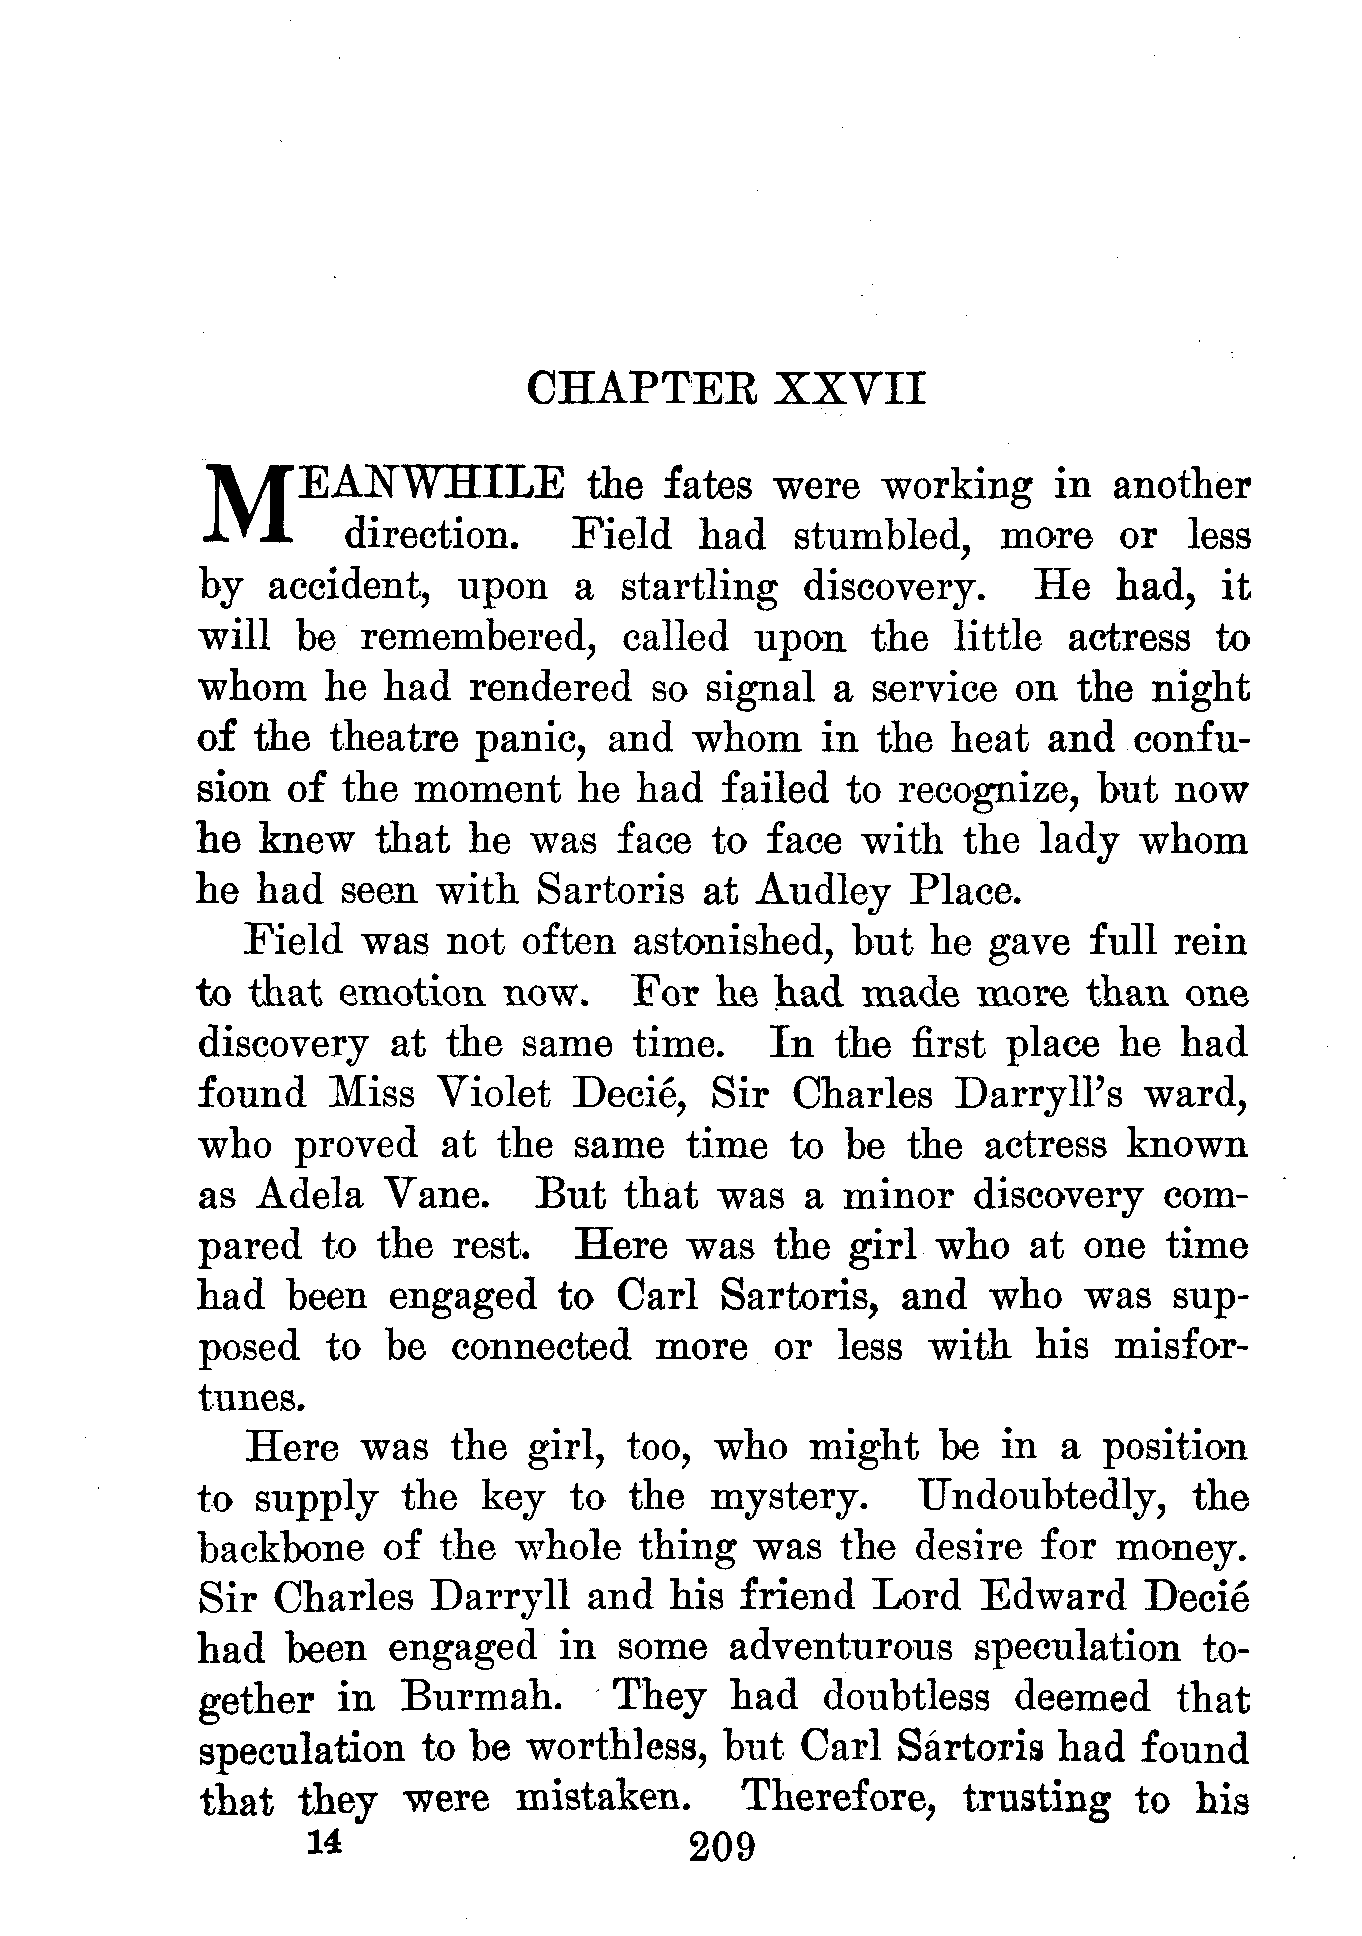 CHAPTER XXVII
MEANWHILE the fates were working in another
direction. Field had stumbled, more or less
by accident, upon a startling discovery. He had, it
will be remembered, called upon the little actress to
whom he had rendered so signal a service on the night
of the theatre panic, and whom in the heat and confu-
sion of the moment he had failed to recognize, but now
he knew that he was face to face with the lady whom
he had seen with Sartoris at Audley Place.
Field was not often astonished, but he gave full rein
to that emotion now. For he had made more than one
discovery at the same time. In the first place he had
found Miss Violet Decié, Sir Charles Darryll's ward,
who proved at the same time to be the actress known
as Adela Vane. But that was a minor discovery com-
pared to the rest. Here was the girl who at one time
had been engaged to Carl Sartoris, and who was sup-
posed to be connected more or less with his misfor-
tunes.
Here was the girl, too, who might be in a position
to supply the key to the mystery. Undoubtedly, the
backbone of the whole thing was the desire for money.
Sir Charles Darryll and his friend Lord Edward Decié
had been engaged in some adventurous speculation to-
gether in Burmah. They had doubtless deemed that
speculation to be worthless, but Carl Sartoris had found
that they were mistaken. Therefore, trusting to his
14 209